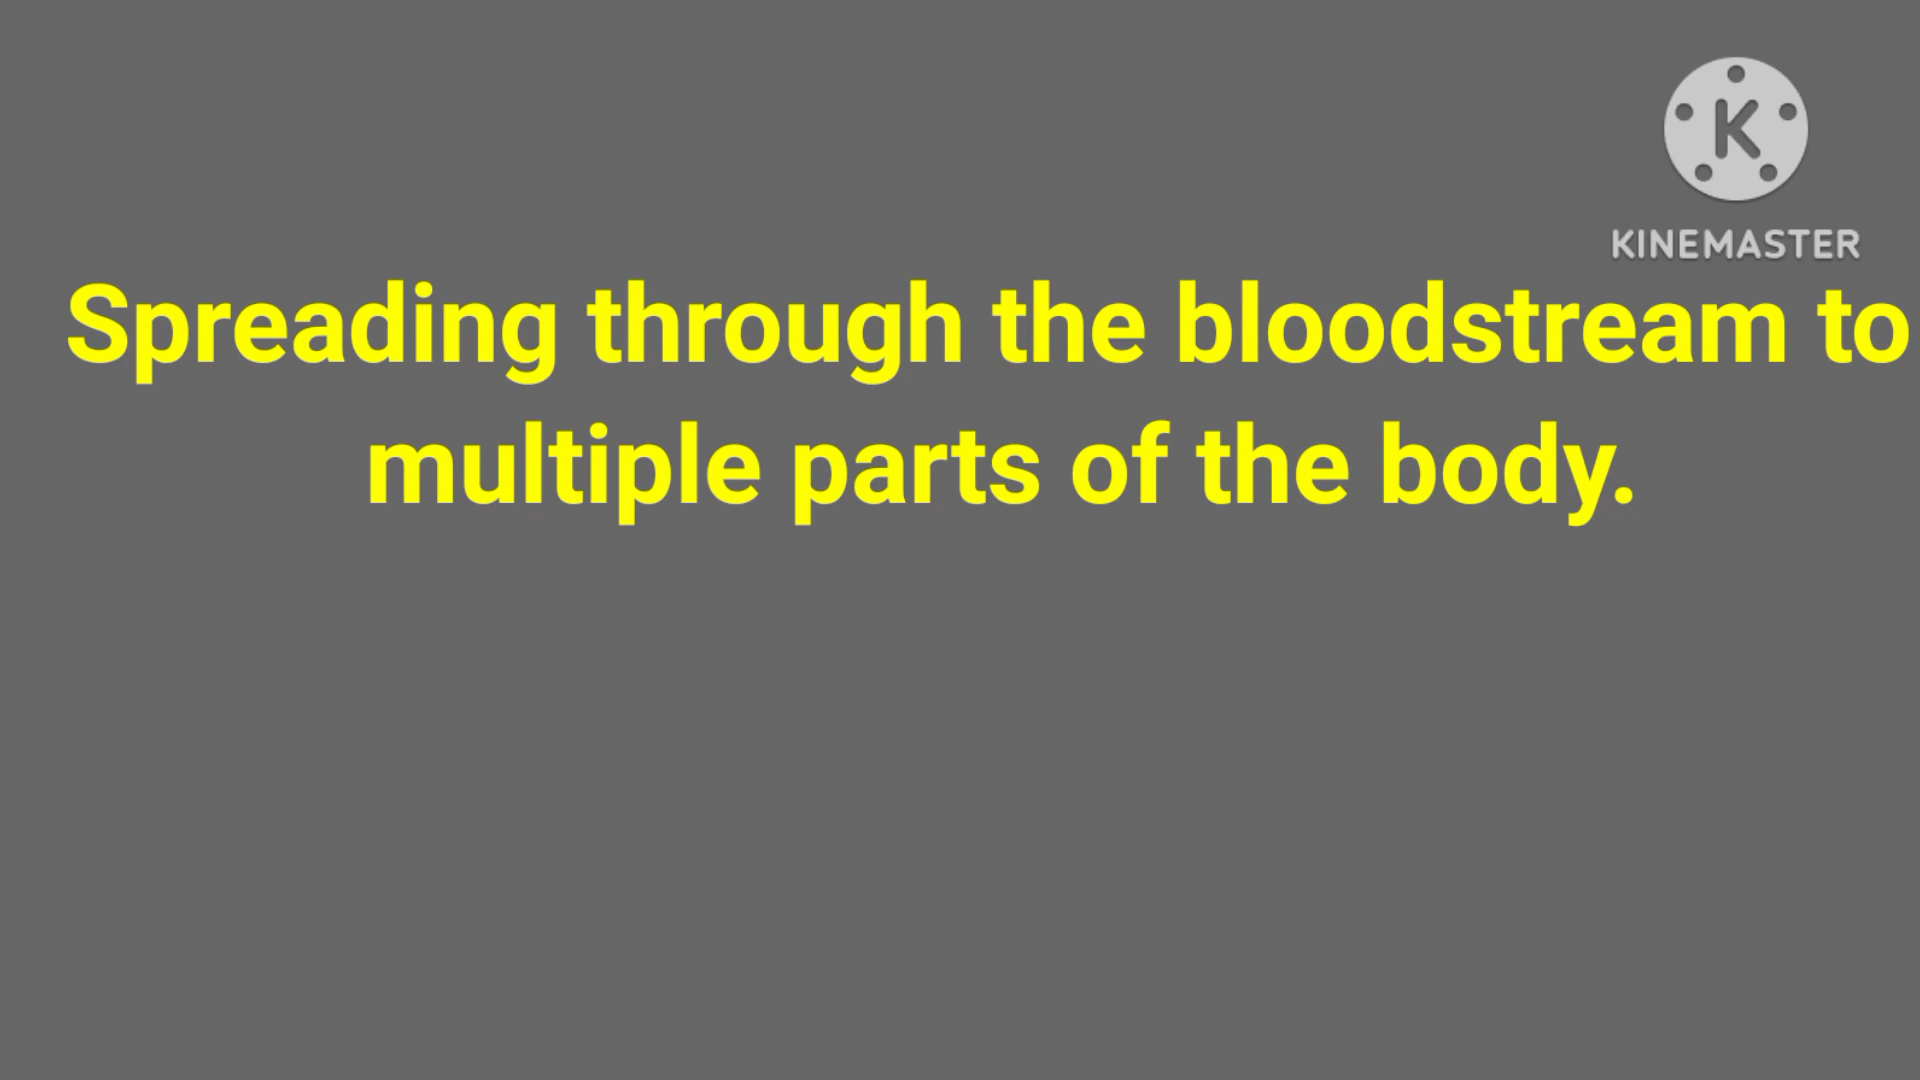 K
KINEMASTER
Spreading through the bloodstream to
multiple parts of the body.